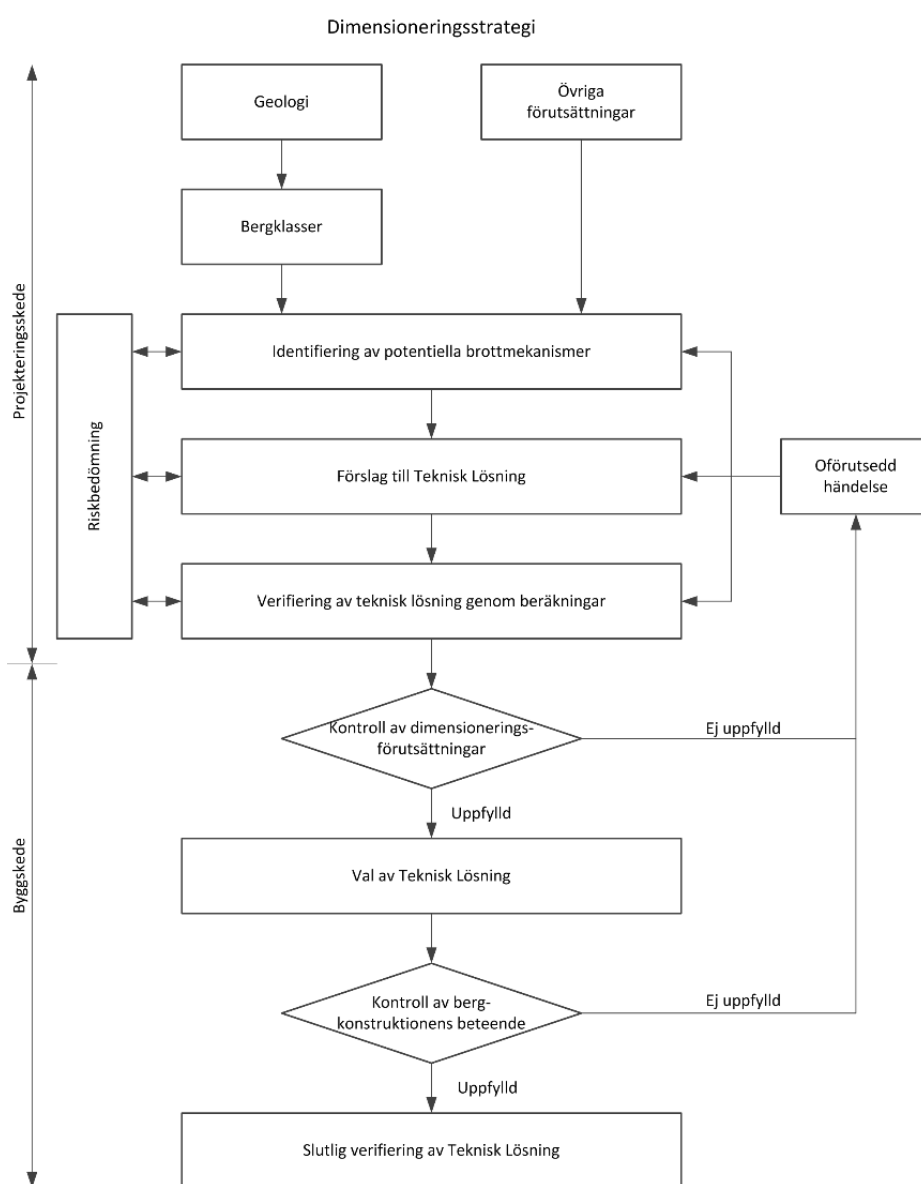 Dimensioneringsstrategi
Geologi
Övriga
förutsättningar
Bergklasser
Projekteringsskede
Riskbedömning
Identifiering av potentiella brottmekanismer
Förslag till Teknisk Lösning
Oförutsedd
händelse
Verifiering av teknisk lösning genom beräkningar
Kontroll av dimensionerings-
förutsättningar
Ej uppfylld
Uppfylld
Byggskede
Val av Teknisk Lösning
Kontroll av berg-
konstruktionens beteende
Ej uppfylld
Uppfylld
Slutlig verifiering av Teknisk Lösning